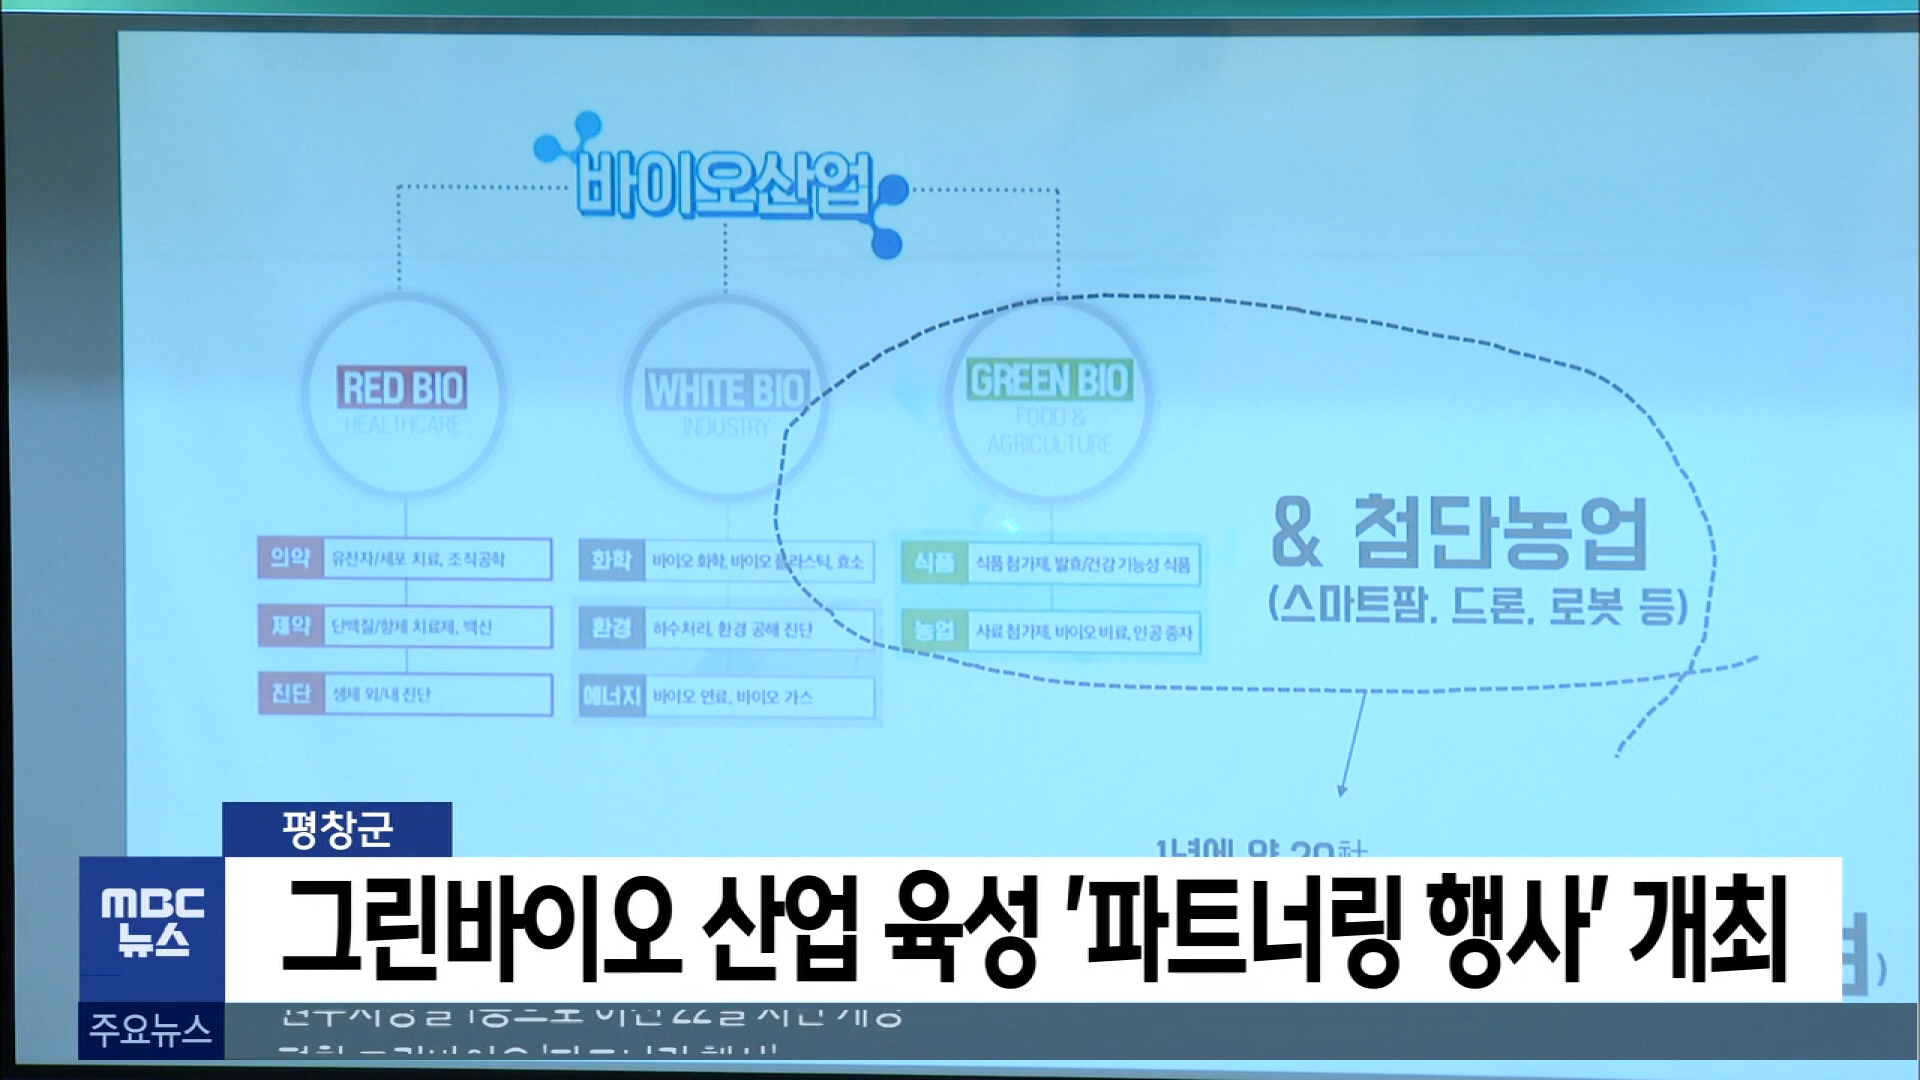 바이오산업
RED BIO
HEALTHCARE
WHITE BIO
INDUSTRY
GREEN BIO
FOOD &
AGRICULTURE
의약 유전자/세포 치료, 조직공학
제약 단백질/항체 치료제, 백신
진단 생체 외/내 진단
화학 바이오 화학, 바이오 플라스틱, 효소
환경 하수처리, 환경 공해 진단
에너지 바이오 연료, 바이오 가스
식품 식품 첨가제, 발효/건강 기능성 식품
농업 사료 첨가제, 바이오 비료, 인공 종자
& 첨단농업
(스마트팜, 드론, 로봇 등)
1년에 약 20社
평창군
MBC
뉴스
그린바이오 산업 육성 '파트너링 행사' 개최
주요뉴스